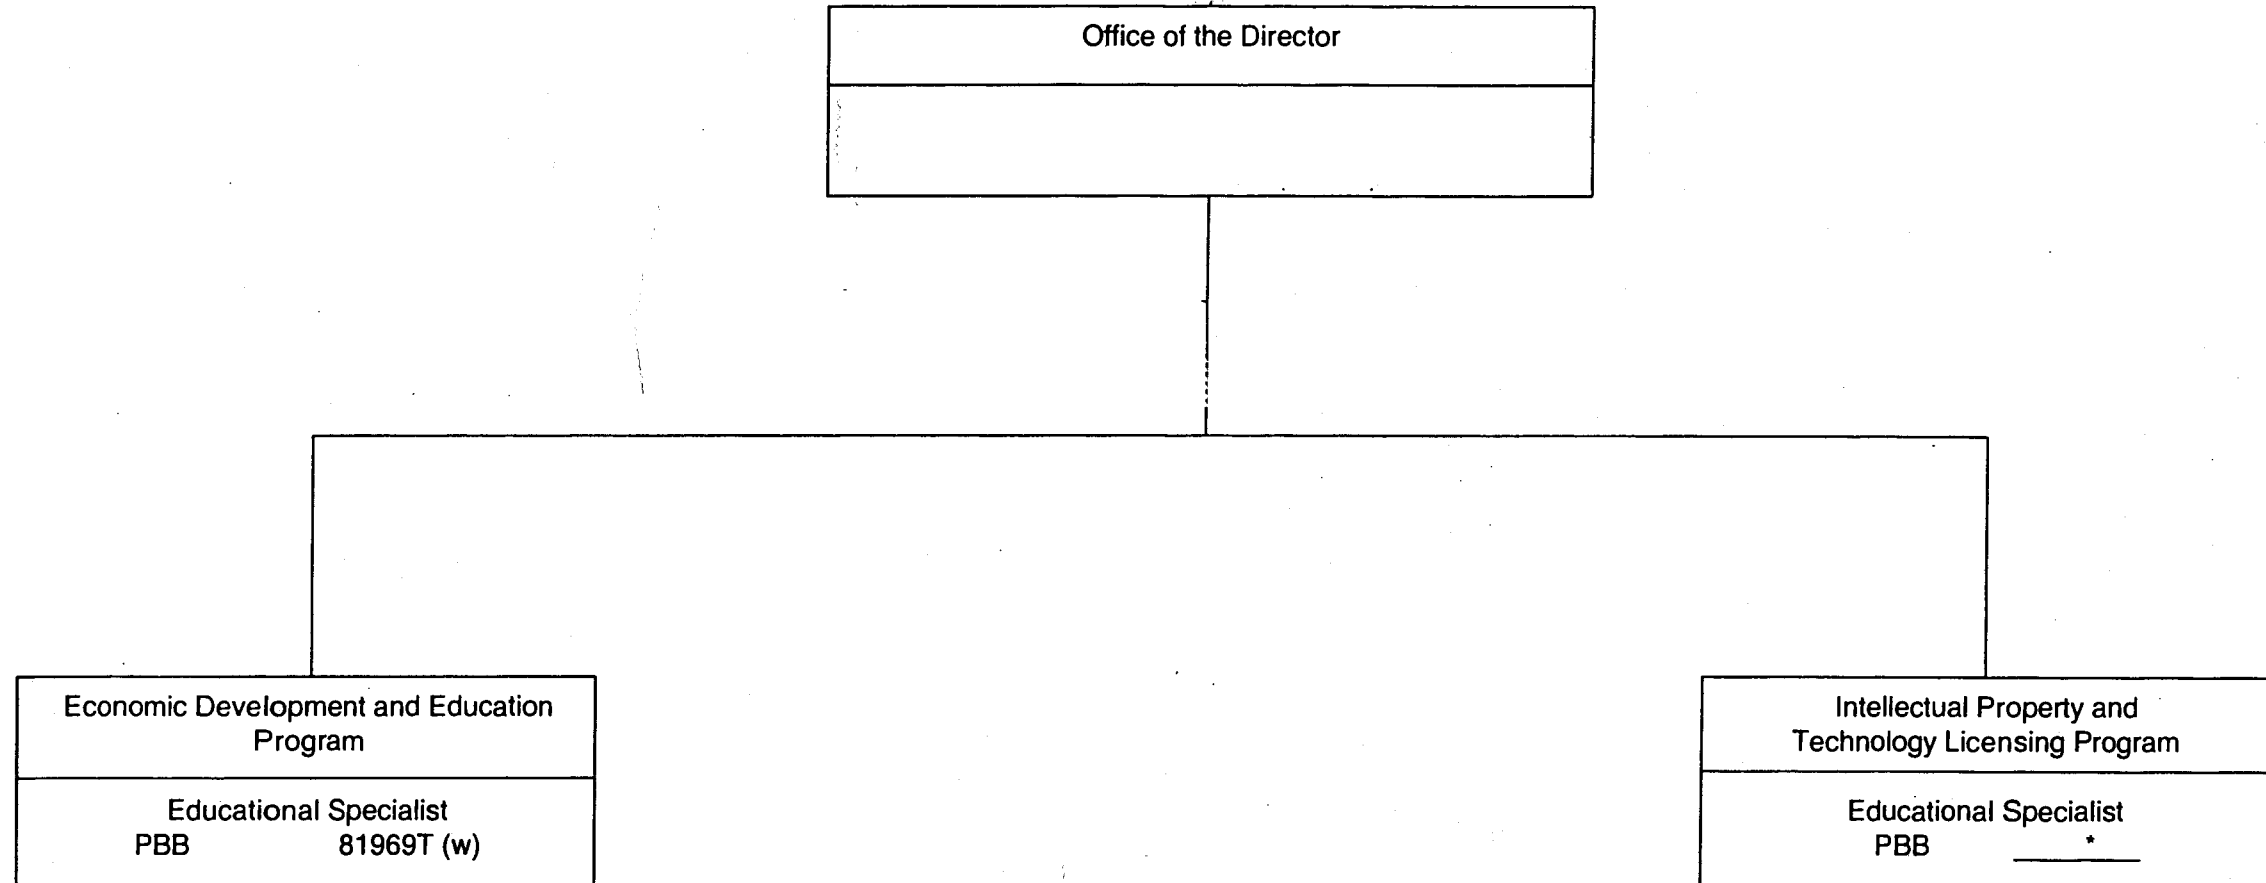 Office of the Director
Economic Development and Education
Program
Educational Specialist
PBB 81969T (w)
Intellectual Property and
Technology Licensing Program
Educational Specialist
PBB *